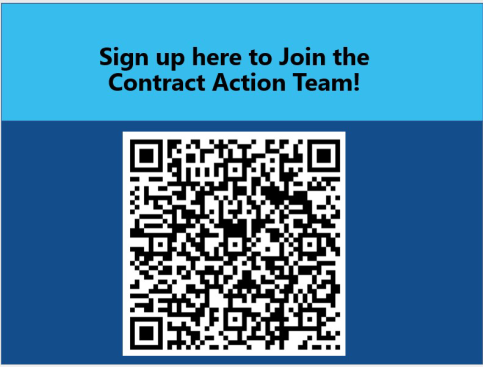 Sign up here to Join the
Contract Action Team!